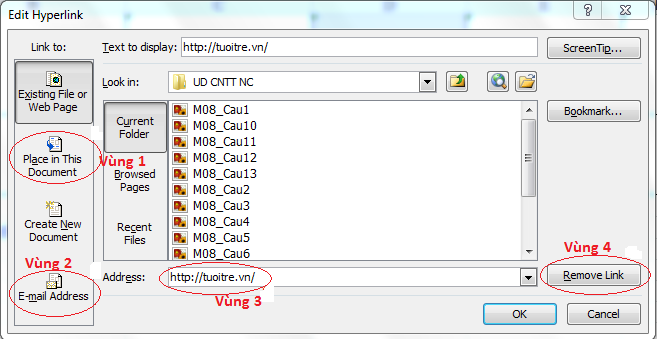 Edit Hyperlink
Link to:
Text to display: http://tuoitre.vn/
ScreenTip...
Existing File or
Web Page
Look in:
UD CNTT NC
Bookmark...
Vùng 1
Place in This
Document
Create New
Document
Vùng 2
E-mail Address
Current
Folder
Browsed
Pages
Recent
Files
M08_Cau1
M08_Cau10
M08_Cau11
M08_Cau12
M08_Cau13
M08_Cau2
M08_Cau3
M08_Cau4
M08_Cau5
M08_Cau6
Address: http://tuoitre.vn/
Vùng 3
Vùng 4
Remove Link
OK
Cancel